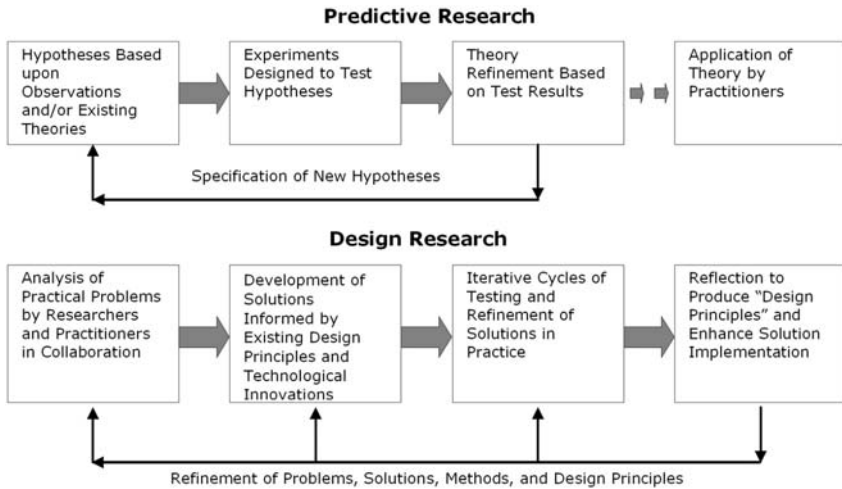 Predictive Research
Hypotheses Based
upon
Observations
and/or Existing
Theories
Experiments
Designed to Test
Hypotheses
Theory
Refinement Based
on Test Results
Application of
Theory by
Practitioners
Specification of New Hypotheses
Design Research
Analysis of
Practical Problems
by Researchers
and Practitioners
in Collaboration
Development of
Solutions
Informed by
Existing Design
Principles and
Technological
Innovations
Iterative Cycles of
Testing and
Refinement of
Solutions in
Practice
Reflection to
Produce “Design
Principles” and
Enhance Solution
Implementation
Refinement of Problems, Solutions, Methods, and Design Principles